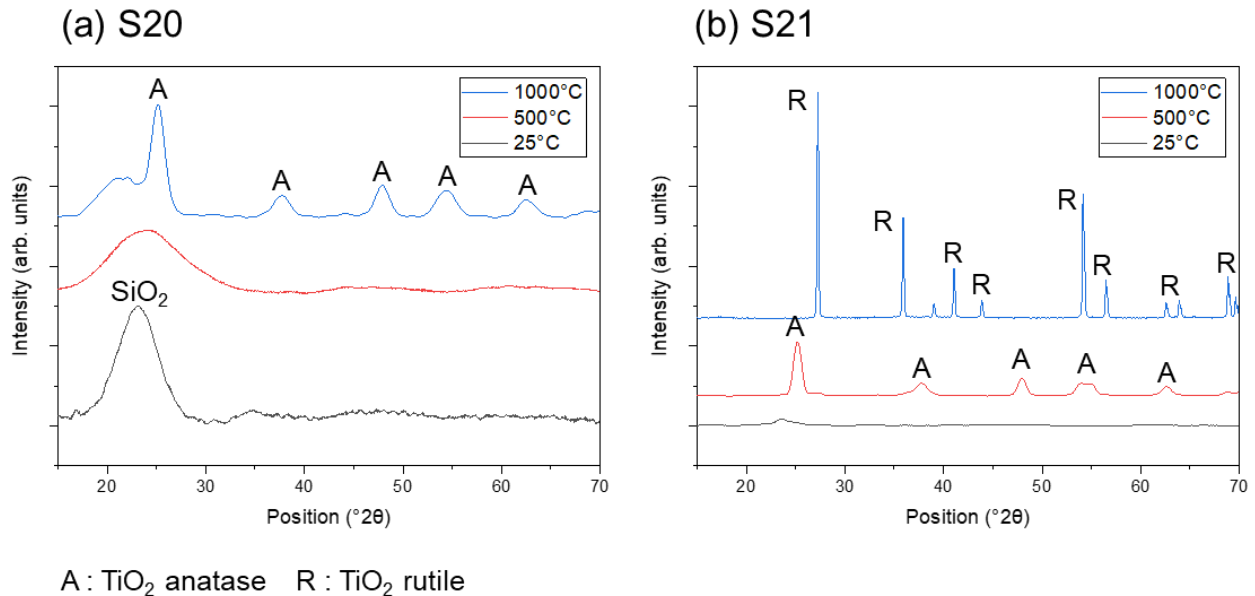 (a) S20
(b) S21
A
1000°C
500°C
25°C
A
A
A
A
SiO₂
Intensity (arb. units)
20
30
40
50
60
70
Position (°2θ)
R
1000°C
500°C
25°C
R
R
R
R
R
R
R
A
A
A
A
A
Intensity (arb. units)
20
30
40
50
60
70
Position (°2θ)
A : TiO₂ anatase R : TiO₂ rutile